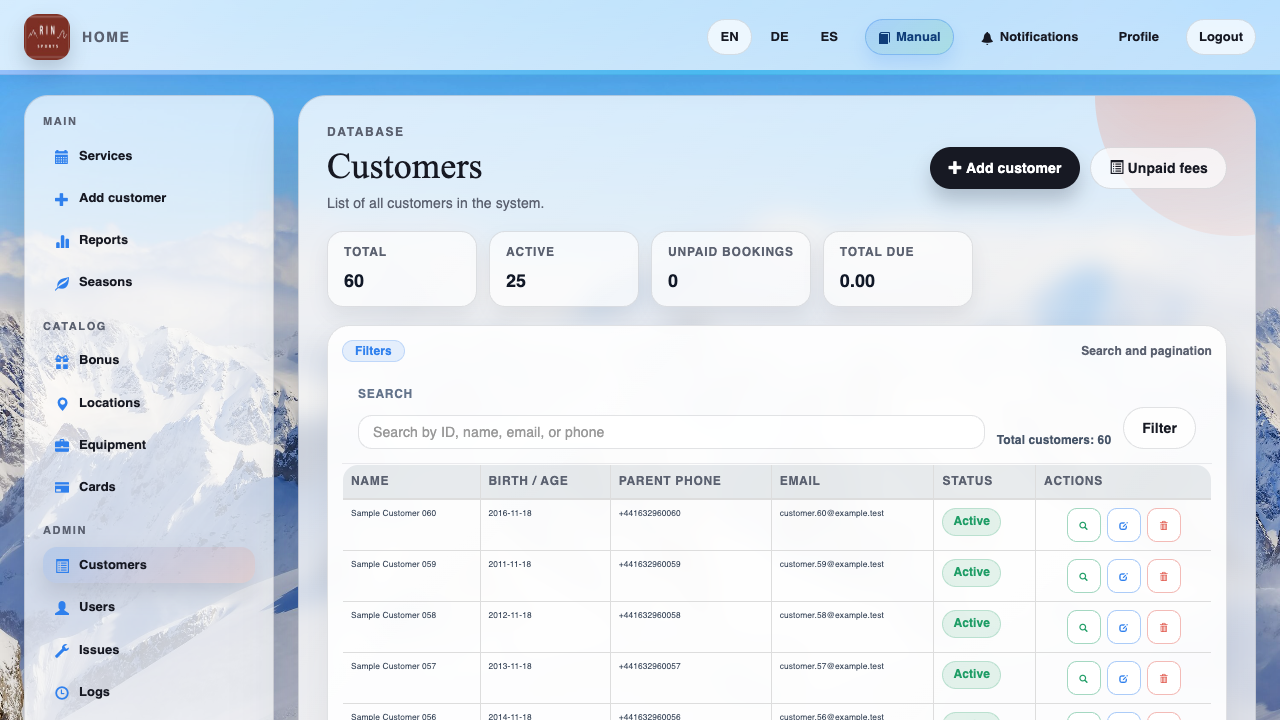 RIN
SPORTS
HOME
EN DE ES Manual Notifications Profile Logout
MAIN
Services
Add customer
Reports
Seasons
CATALOG
Bonus
Locations
Equipment
Cards
ADMIN
Customers
Users
Issues
Logs
DATABASE
Customers
List of all customers in the system.
Add customer Unpaid fees
TOTAL
60
ACTIVE
25
UNPAID BOOKINGS
0
TOTAL DUE
0.00
Filters
Search and pagination
SEARCH
Search by ID, name, email, or phone
Total customers: 60
Filter
NAME BIRTH / AGE PARENT PHONE EMAIL STATUS ACTIONS
Sample Customer 060 2016-11-18 +441632960060 customer.60@example.test Active
Sample Customer 059 2011-11-18 +441632960059 customer.59@example.test Active
Sample Customer 058 2012-11-18 +441632960058 customer.58@example.test Active
Sample Customer 057 2013-11-18 +441632960057 customer.57@example.test Active
Sample Customer 056 2014-11-18 +441632960056 customer.56@example.test